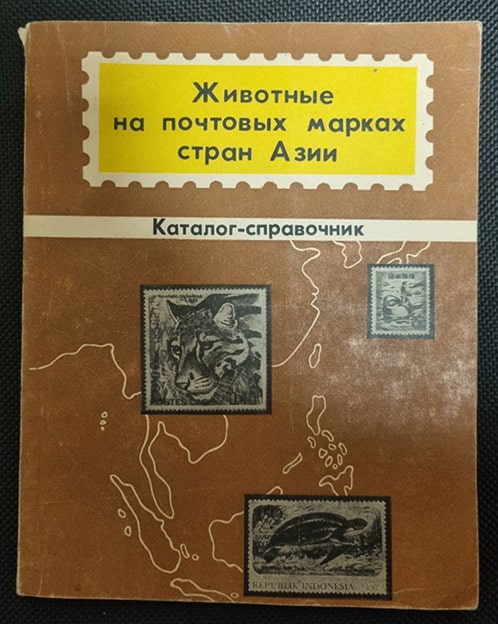 Животные
на почтовых марках
стран Азии
Каталог-справочник
REPUBLIK INDONESIA